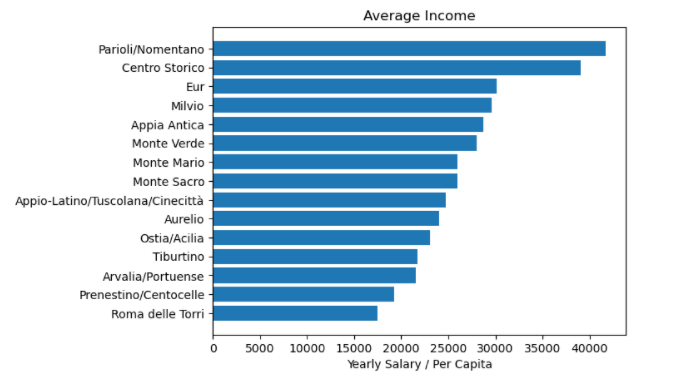 Average Income
Parioli/Nomentano
Centro Storico
Eur
Milvio
Appia Antica
Monte Verde
Monte Mario
Monte Sacro
Appio-Latino/Tuscolana/Cinecittà
Aurelio
Ostia/Acilia
Tiburtino
Arvalia/Portuense
Prenestino/Centocelle
Roma delle Torri
0 5000 10000 15000 20000 25000 30000 35000 40000
Yearly Salary / Per Capita